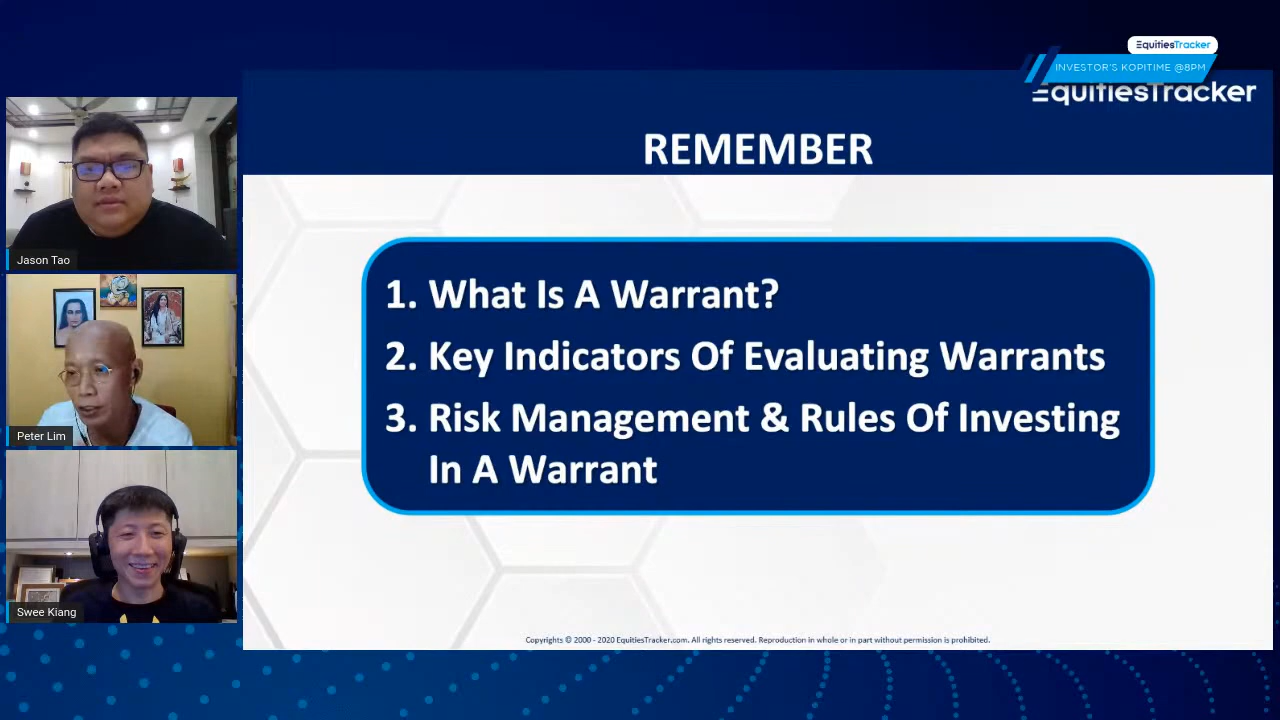 EquitiesTracker
INVESTOR'S KOPITIME @8PM
EquitiesTracker
REMEMBER
1. What Is A Warrant?
2. Key Indicators Of Evaluating Warrants
3. Risk Management & Rules Of Investing
In A Warrant
Jason Tao
Peter Lim
Swee Kiang
Copyrights © 2000 - 2020 EquitiesTracker.com. All rights reserved. Reproduction in whole or in part without permission is prohibited.